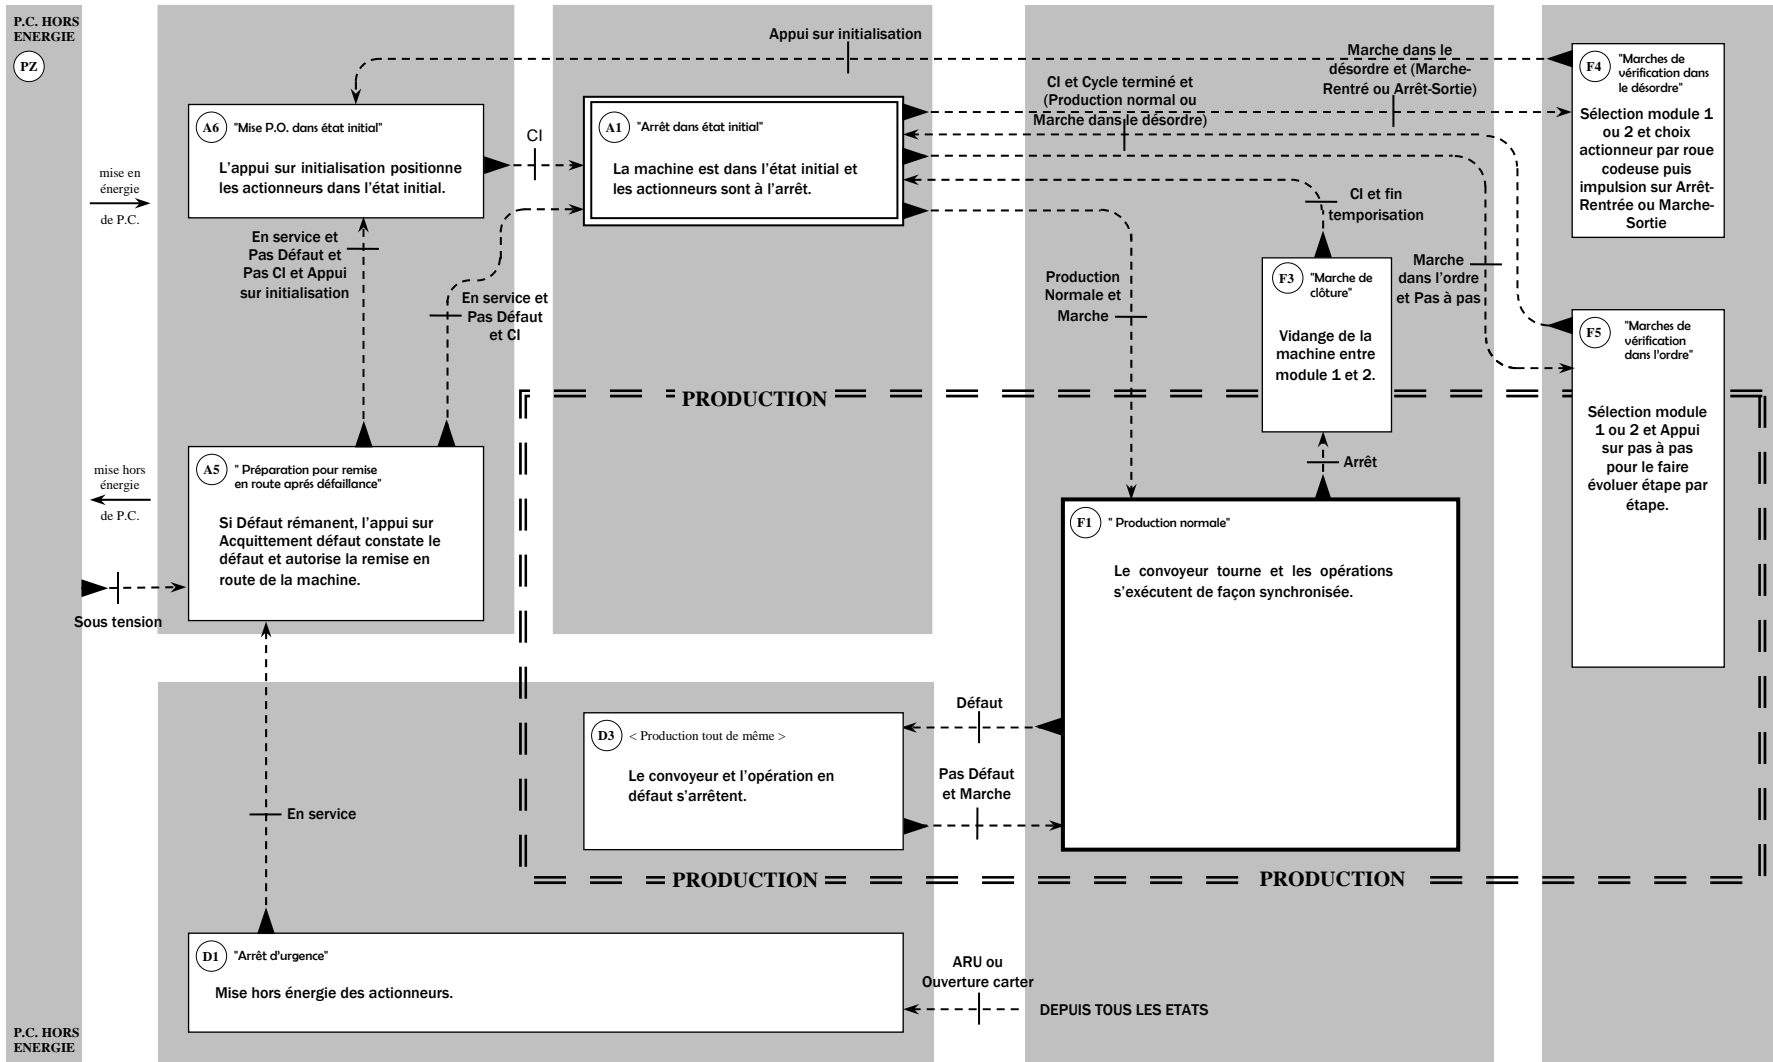 P.C. HORS
ENERGIE
PZ
mise en
énergie
de P.C.
mise hors
énergie
de P.C.
Sous tension
P.C. HORS
ENERGIE
Appui sur initialisation
A6 "Mise P.O. dans état initial"
L'appui sur initialisation positionne
les actionneurs dans l'état initial.
CI
A1 "Arrêt dans état initial"
La machine est dans l'état initial et
les actionneurs sont à l'arrêt.
CI et Cycle terminé et
(Production normal ou
Marche dans le désordre)
Marche dans le
désordre et (Marche-
Rentré ou Arrêt-Sortie)
F4 "Marches de
vérification dans
le désordre"
Sélection module 1
ou 2 et choix
actionneur par roue
codeuse puis
impulsion sur Arrêt-
Rentrée ou Marche-
Sortie
En service et
Pas Défaut et
Pas CI et Appui
sur initialisation
En service et
Pas Défaut
et CI
Production
Normale et
Marche
CI et fin
temporisation
F3 "Marche de
clôture"
Vidange de la
machine entre
module 1 et 2.
Marche
dans l'ordre
et Pas à pas
F5 "Marches de
vérification
dans l'ordre"
Sélection module
1 ou 2 et Appui
sur pas à pas
pour le faire
évoluer étape par
étape.
PRODUCTION
A5 " Préparation pour remise
en route aprés défaillance"
Si Défaut rémanent, l'appui sur
Acquittement défaut constate le
défaut et autorise la remise en
route de la machine.
Arrêt
F1 " Production normale"
Le convoyeur tourne et les opérations
s'exécutent de façon synchronisée.
Défaut
D3 < Production tout de même >
Le convoyeur et l'opération en
défaut s'arrêtent.
Pas Défaut
et Marche
En service
PRODUCTION
PRODUCTION
D1 "Arrêt d'urgence"
Mise hors énergie des actionneurs.
ARU ou
Ouverture carter
DEPUIS TOUS LES ETATS